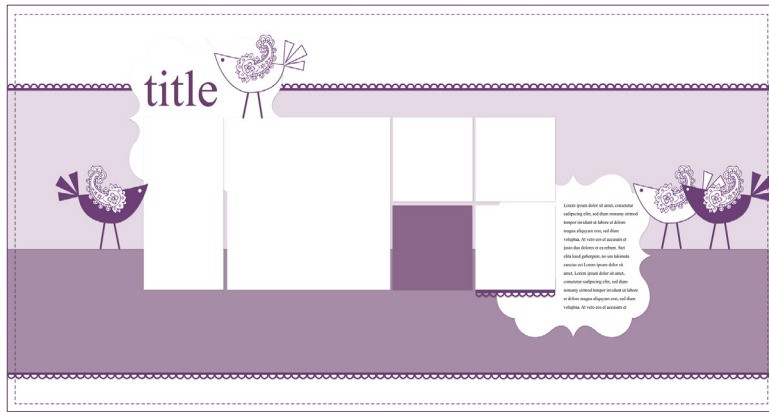 title
Lorem ipsum dolor sit amet, consetetur
sadipscing elitr, sed diam nonumy eirmod
tempor invidunt ut labore et dolore
magna aliquyam erat, sed diam
voluptua. At vero eos et accusam et
justo duo dolores et ea rebum. Stet
clita kasd gubergren, no sea takimata
sanctus est Lorem ipsum dolor sit
amet. Lorem ipsum dolor sit amet,
consetetur sadipscing elitr, sed diam
nonumy eirmod tempor invidunt ut labore
et dolore magna aliquyam erat, sed diam
voluptua. At vero eos et accusam et